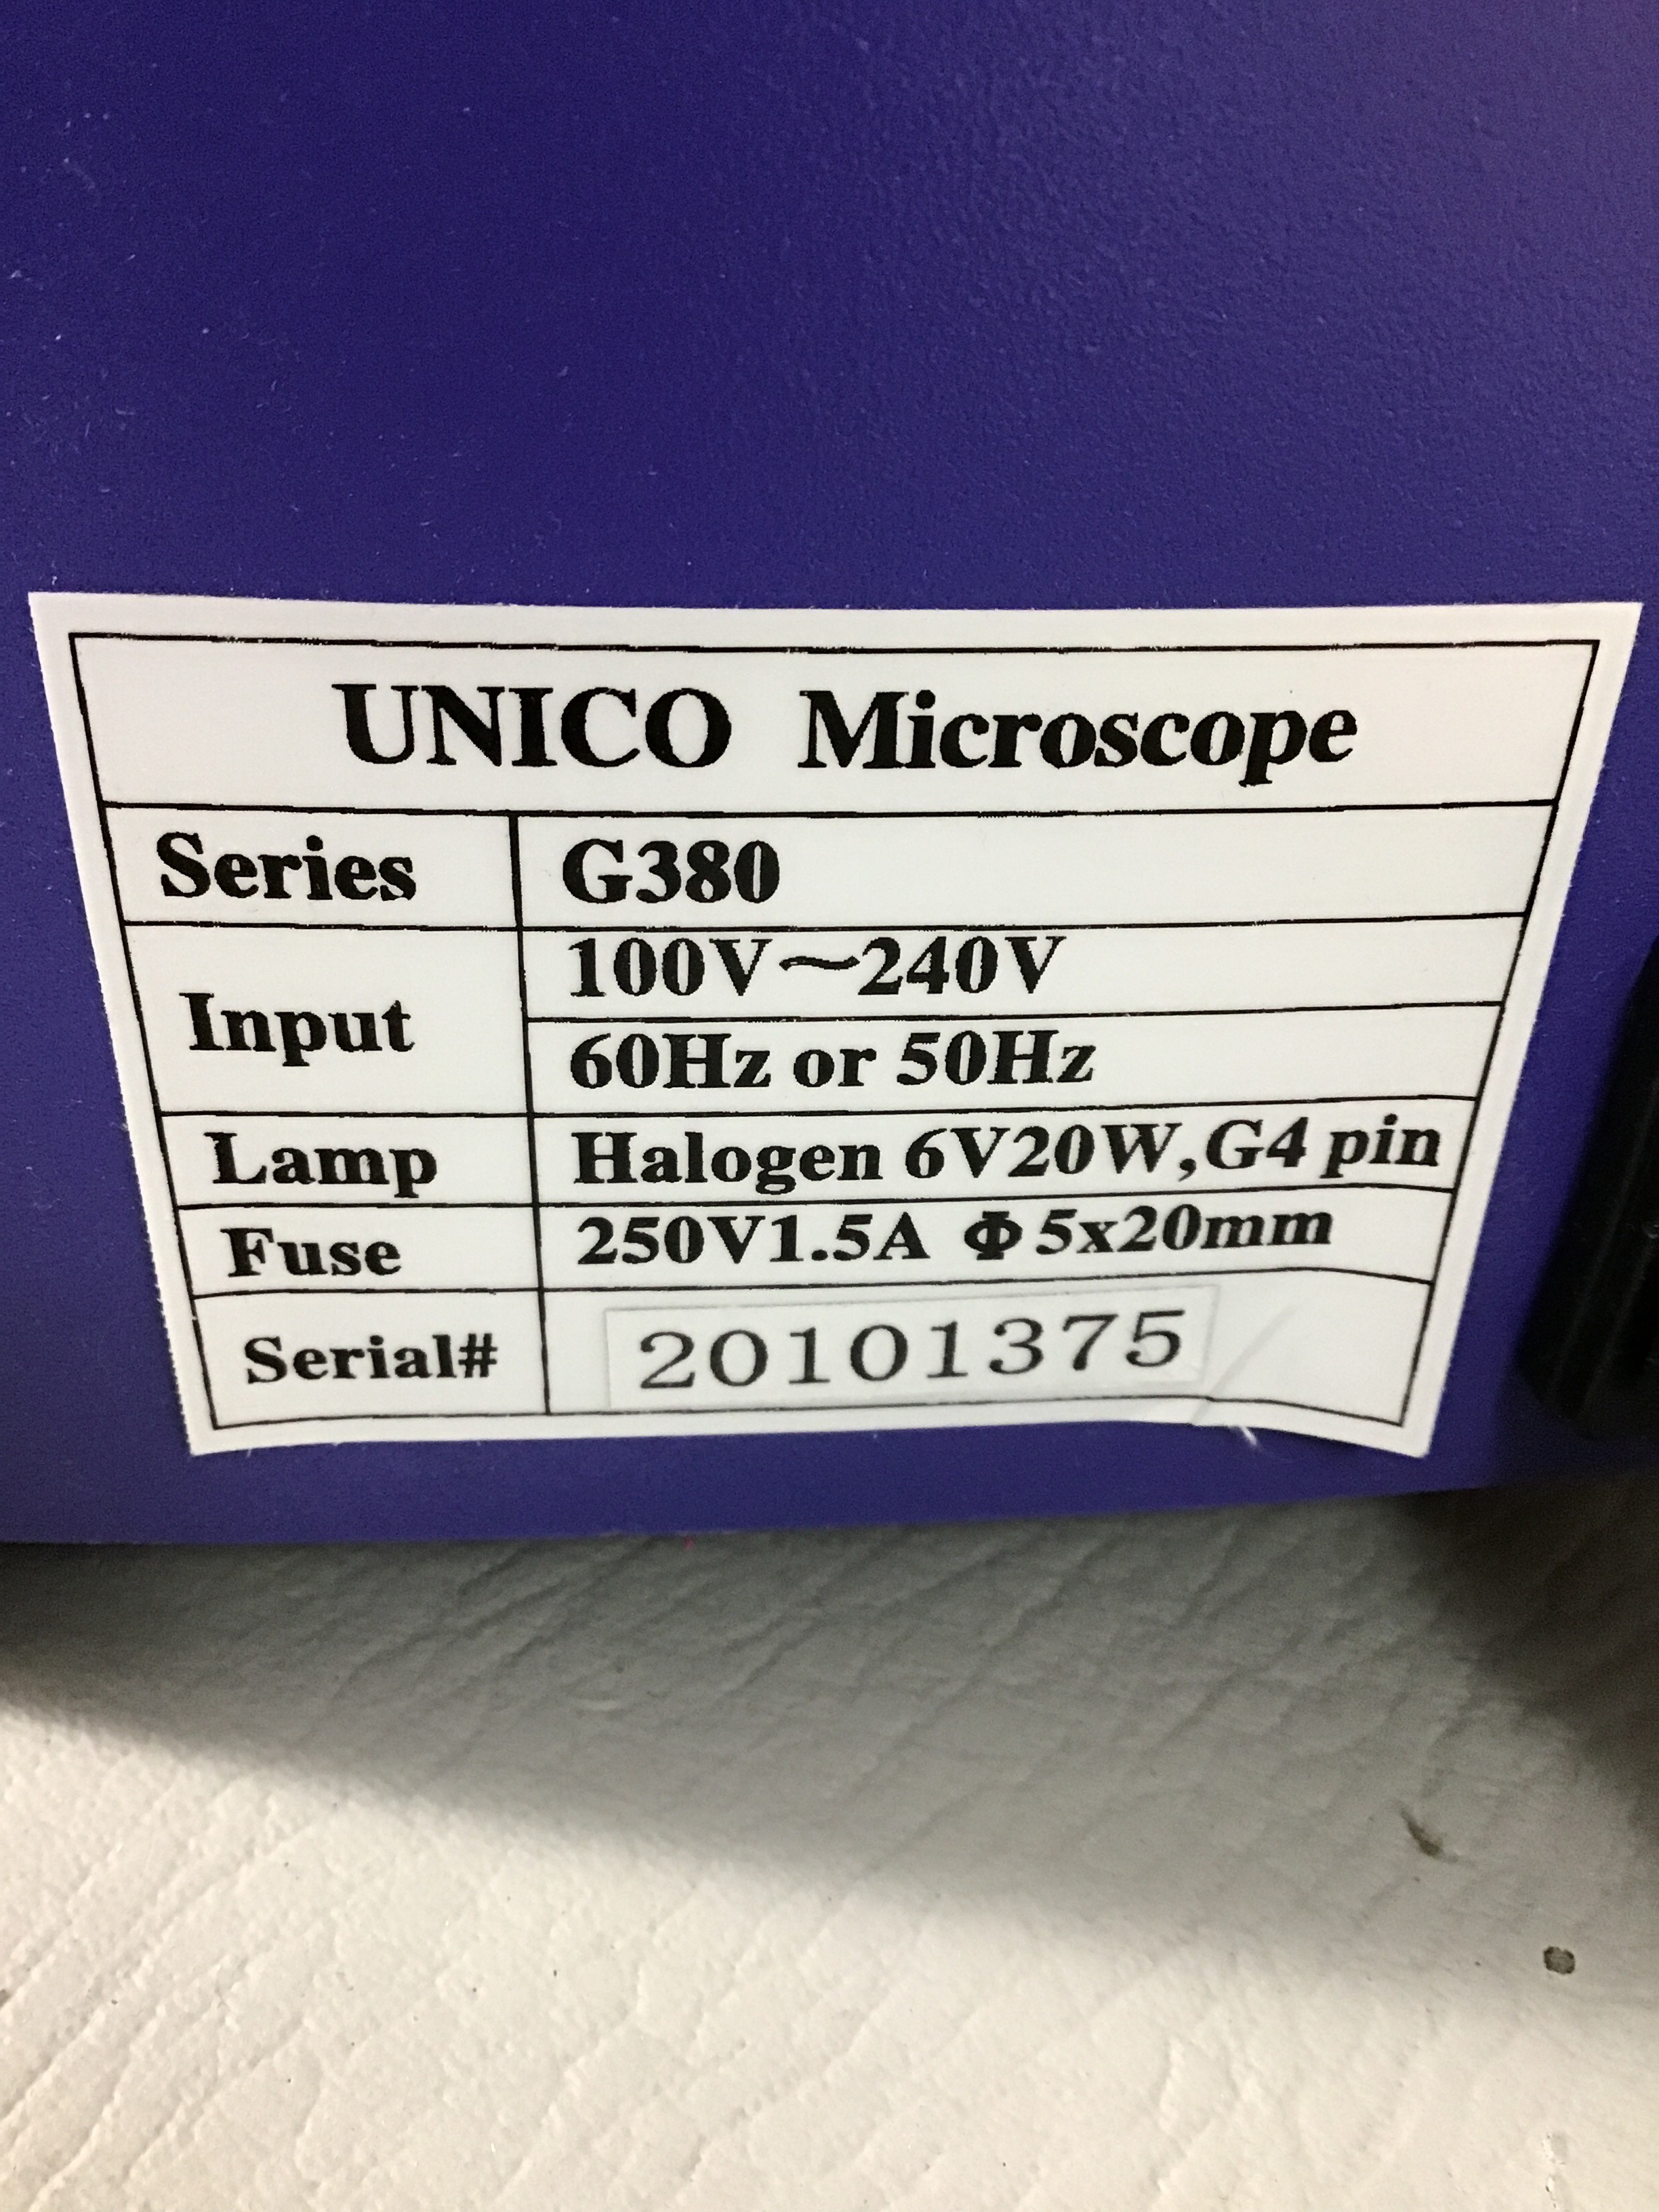 UNICO Microscope
Series G380
Input 100V～240V
60Hz or 50Hz
Lamp Halogen 6V20W,G4 pin
Fuse 250V1.5A Φ5x20mm
Serial# 20101375